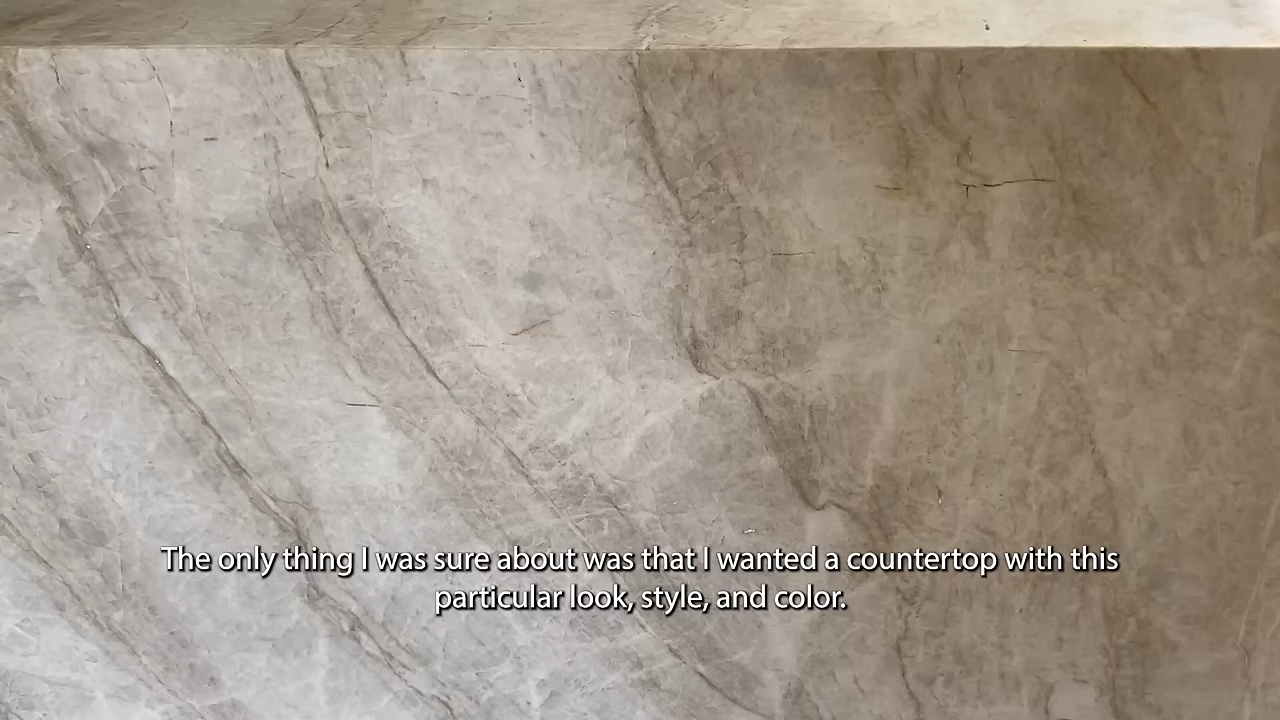 The only thing I was sure about was that I wanted a countertop with this
particular look, style, and color.